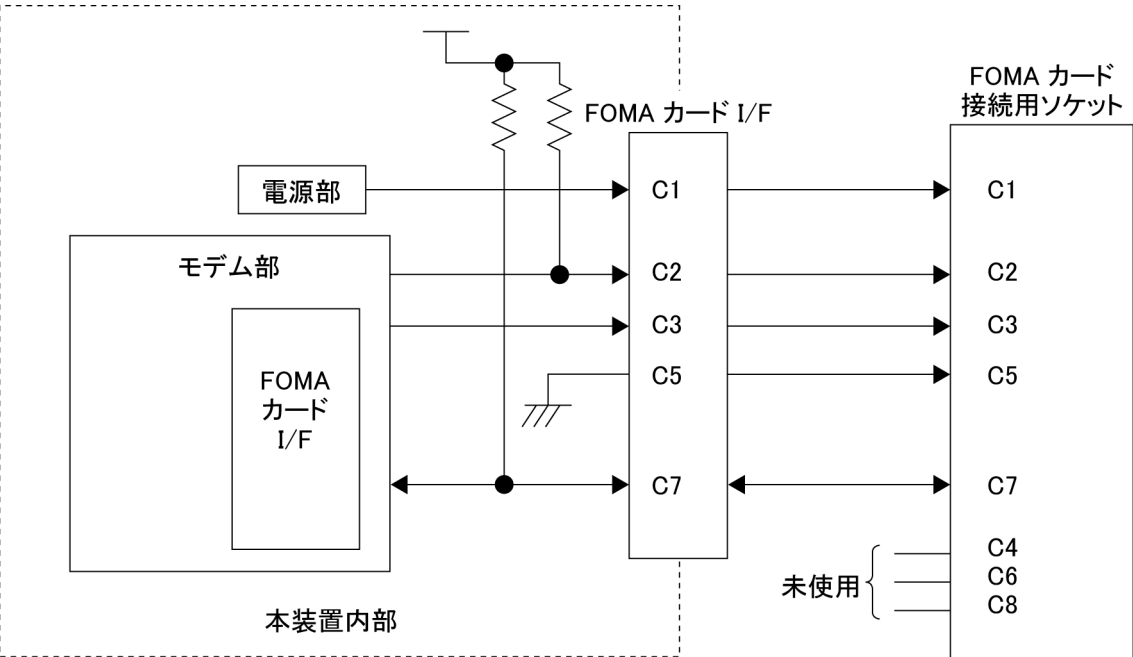 FOMA カード I/F
FOMA カード
接続用ソケット
電源部
モデム部
FOMA
カード
I/F
C1
C2
C3
C5
C7
C1
C2
C3
C5
C7
C4
C6
C8
未使用
本装置内部